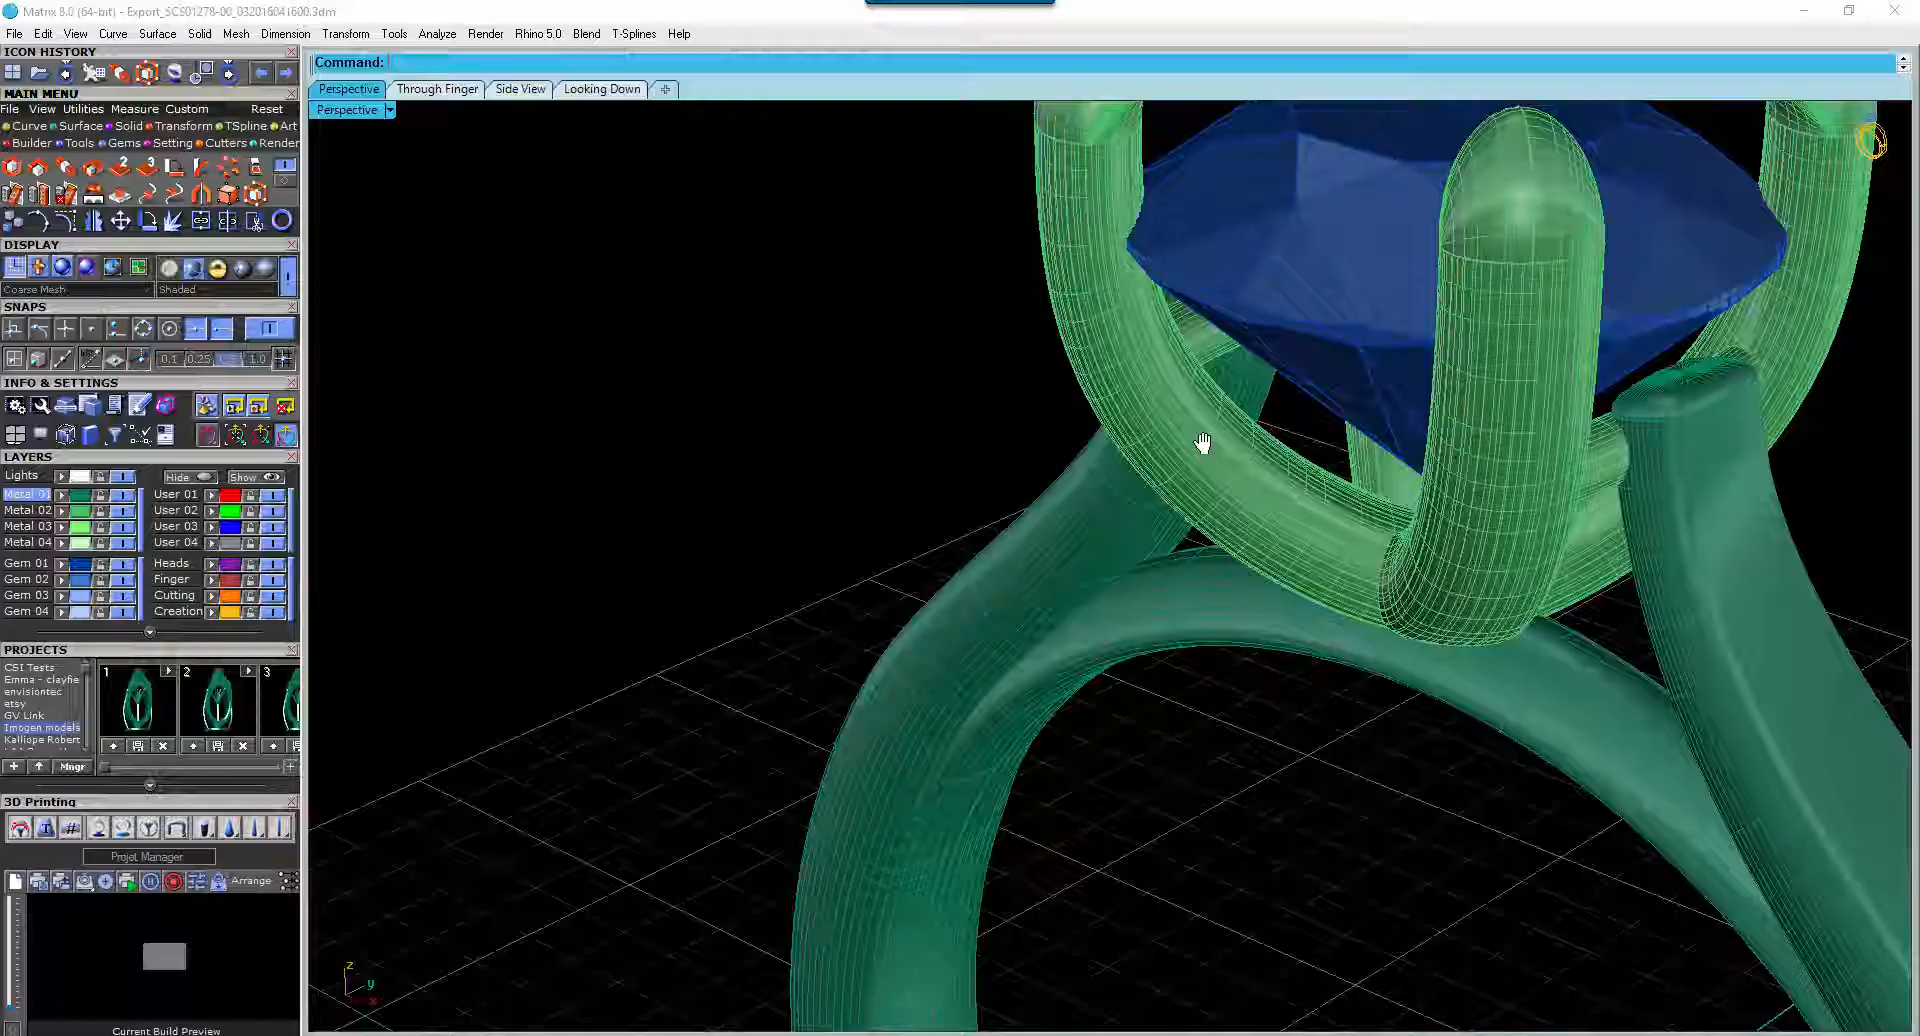 Matrix 8.0 (64-bit) - Export_SCS01278-00_032016041600.3dm
File Edit View Curve Surface Solid Mesh Dimension Transform Tools Analyze Render Rhino 5.0 Blend T-Splines Help
ICON HISTORY
Command:
MAIN MENU
Perspective Through Finger Side View Looking Down
File View Utilities Measure Custom Reset
Perspective
Curve Surface Solid Transform TSpline Art
Builder Tools Gems Setting Cutters Render
2 3
DISPLAY
Coarse Mesh Shaded
SNAPS
0.1 0.25 1.0
INFO & SETTINGS
LAYERS
Lights Hide Show
Metal 01 User 01
Metal 02 User 02
Metal 03 User 03
Metal 04 User 04
Gem 01 Heads
Gem 02 Finger
Gem 03 Cutting
Gem 04 Creation
PROJECTS
CSI Tests
Emma - clayfie
envisiontec
etsy
GV Link
Imogen models
Kalliope Robert
1 2 3
Mngr
3D Printing
T #
Projet Manager
Arrange
Current Build Preview
z
y
x